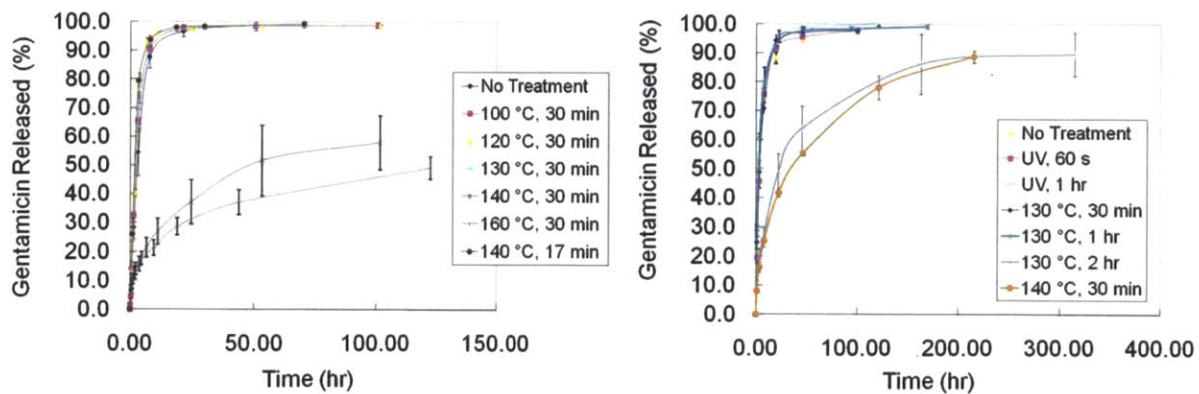 Gentamicin Released (%)
100.0
90.0
80.0
70.0
60.0
50.0
40.0
30.0
20.0
10.0
0.0
0.00
50.00
100.00
150.00
Time (hr)
No Treatment
100 °C, 30 min
120 °C, 30 min
130 °C, 30 min
140 °C, 30 min
160 °C, 30 min
140 °C, 17 min
Gentamicin Released (%)
100.0
90.0
80.0
70.0
60.0
50.0
40.0
30.0
20.0
10.0
0.0
0.00
100.00
200.00
300.00
400.00
Time (hr)
No Treatment
UV, 60 s
UV, 1 hr
130 °C, 30 min
130 °C, 1 hr
130 °C, 2 hr
140 °C, 30 min